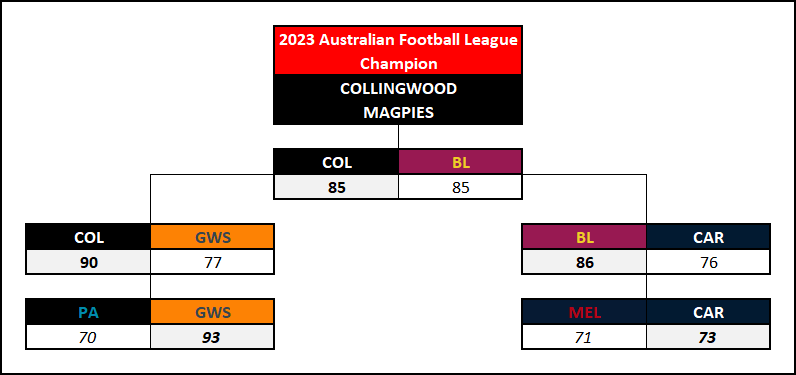 2023 Australian Football League
Champion
COLLINGWOOD
MAGPIES
COL BL
85 85
COL GWS BL CAR
90 77 86 76
PA GWS MEL CAR
70 93 71 73